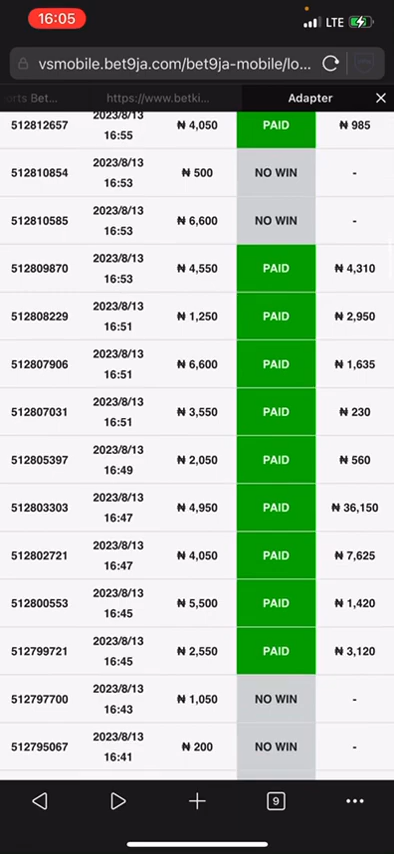 16:05
LTE
vsmobile.bet9ja.com/bet9ja-mobile/lo...
orts Bet...
https://www.betki...
Adapter
512812657 2023/8/13 16:55 ₦ 4,050 PAID ₦ 985
512810854 2023/8/13 16:53 ₦ 500 NO WIN -
512810585 2023/8/13 16:53 ₦ 6,600 NO WIN -
512809870 2023/8/13 16:53 ₦ 4,550 PAID ₦ 4,310
512808229 2023/8/13 16:51 ₦ 1,250 PAID ₦ 2,950
512807906 2023/8/13 16:51 ₦ 6,600 PAID ₦ 1,635
512807031 2023/8/13 16:51 ₦ 3,550 PAID ₦ 230
512805397 2023/8/13 16:49 ₦ 2,050 PAID ₦ 560
512803303 2023/8/13 16:47 ₦ 4,950 PAID ₦ 36,150
512802721 2023/8/13 16:47 ₦ 4,050 PAID ₦ 7,625
512800553 2023/8/13 16:45 ₦ 5,500 PAID ₦ 1,420
512799721 2023/8/13 16:45 ₦ 2,550 PAID ₦ 3,120
512797700 2023/8/13 16:43 ₦ 1,050 NO WIN -
512795067 2023/8/13 16:41 ₦ 200 NO WIN -
9